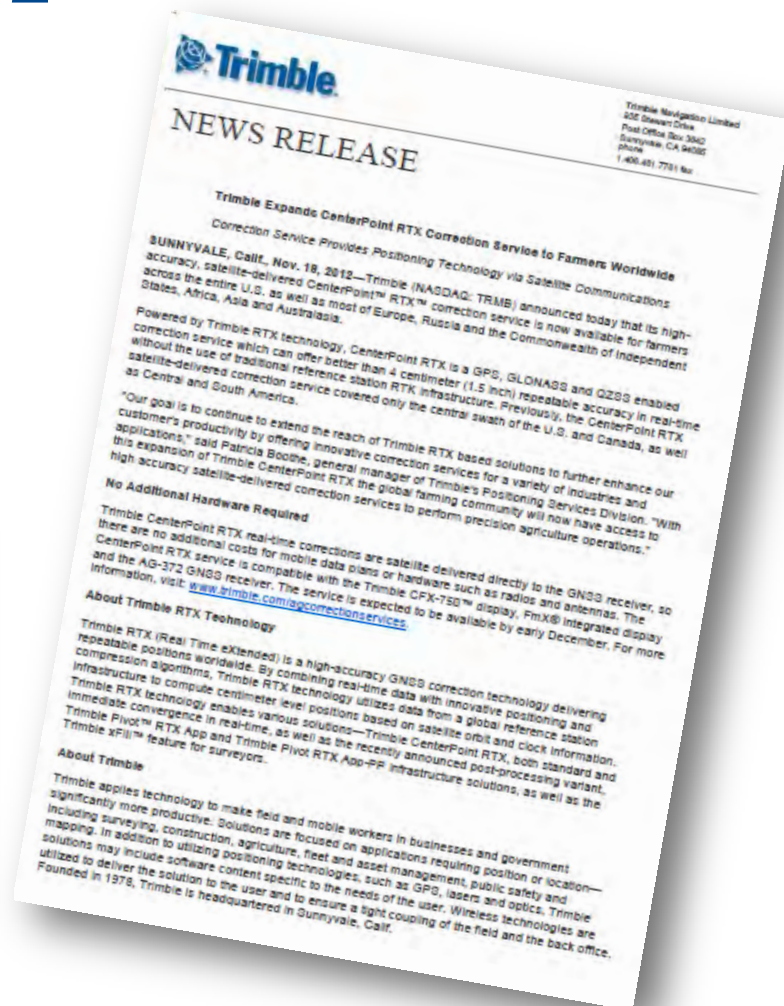 Trimble.
Trimble Navigation Limited
935 Stewart Drive
Post Office Box 3642
Sunnyvale, CA 94085
phone
fax
NEWS RELEASE
Trimble Expands CenterPoint RTX Correction Service to Farmers Worldwide
Correction Service Provides Positioning Technology via Satellite Communications
SUNNYVALE, Calif., Nov. 18, 2012—Trimble (NASDAQ: TRMB) announced today that its high-
accuracy, satellite-delivered CenterPoint™ RTX™ correction service is now available for farmers
across the entire U.S. as well as most of Europe, Russia and the Commonwealth of Independent
States, Africa, Asia and Australasia.
Powered by Trimble RTX technology, CenterPoint RTX is a GPS, GLONASS and QZSS enabled
correction service which can offer better than 4 centimeter (1.5 inch) repeatable accuracy in real-time
without the use of traditional reference station RTK infrastructure. Previously, the CenterPoint RTX
satellite-delivered correction service covered only the central swath of the U.S. and Canada, as well
as Central and South America.
"Our goal is to continue to extend the reach of Trimble RTX based solutions to further enhance our
customer's productivity by offering innovative correction services for a variety of industries and
applications," said Patricia Boothe, general manager of Trimble's Positioning Services Division. "With
this expansion of Trimble CenterPoint RTX the global farming community will now have access to
high accuracy satellite-delivered correction services to perform precision agriculture operations."
No Additional Hardware Required
Trimble CenterPoint RTX real-time corrections are satellite delivered directly to the GNSS receiver, so
there are no additional costs for mobile data plans or hardware such as radios and antennas. The
CenterPoint RTX service is compatible with the Trimble CFX-750™ display, FmX® integrated display
and the AG-372 GNSS receiver. The service is expected to be available by early December. For more
information, visit: www.trimble.com/agcorrectionservices.
About Trimble RTX Technology
Trimble RTX (Real Time eXtended) is a high-accuracy GNSS correction technology delivering
repeatable positions worldwide. By combining real-time data with innovative positioning and
compression algorithms, Trimble RTX technology utilizes data from a global reference station
infrastructure to compute centimeter level positions based on satellite orbit and clock information.
Trimble RTX technology enables various solutions—Trimble CenterPoint RTX, both standard and
immediate convergence in real-time, as well as the recently announced post-processing variant,
Trimble Pivot™ RTX App and Trimble Pivot RTX App-PP infrastructure solutions, as well as the
Trimble xFill™ feature for surveyors.
About Trimble
Trimble applies technology to make field and mobile workers in businesses and government
significantly more productive. Solutions are focused on applications requiring position or location—
including surveying, construction, agriculture, fleet and asset management, public safety and
mapping. In addition to utilizing positioning technologies, such as GPS, lasers and optics, Trimble
solutions may include software content specific to the needs of the user. Wireless technologies are
utilized to deliver the solution to the user and to ensure a tight coupling of the field and the back office.
Founded in 1978, Trimble is headquartered in Sunnyvale, Calif.